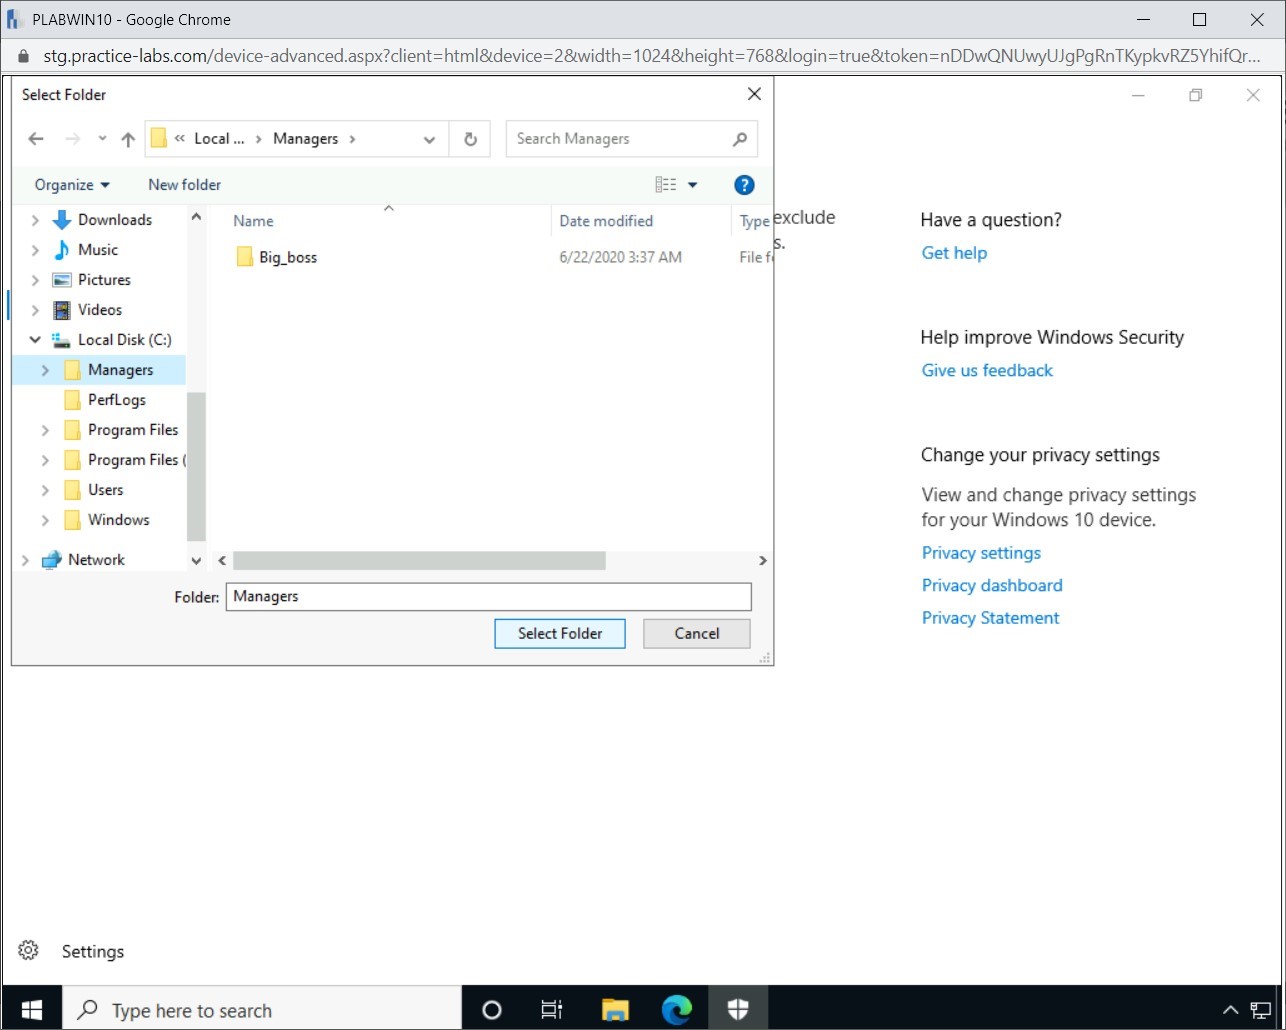 PLABWIN10 - Google Chrome
stg.practice-labs.com/device-advanced.aspx?client=html&device=2&width=1024&height=768&login=true&token=nDDwQNUwyUJgPgRnTKypkvRZ5YhifQr...
Select Folder
« Local ... > Managers >
Search Managers
Organize
New folder
?
Downloads
Music
Pictures
Videos
Local Disk (C:)
Managers
PerfLogs
Program Files
Program Files (
Users
Windows
Network
Name
Date modified
Type
Big_boss
6/22/2020 3:37 AM
File f
Folder: Managers
Select Folder
Cancel
exclude
s.
Have a question?
Get help
Help improve Windows Security
Give us feedback
Change your privacy settings
View and change privacy settings
for your Windows 10 device.
Privacy settings
Privacy dashboard
Privacy Statement
Settings
Type here to search